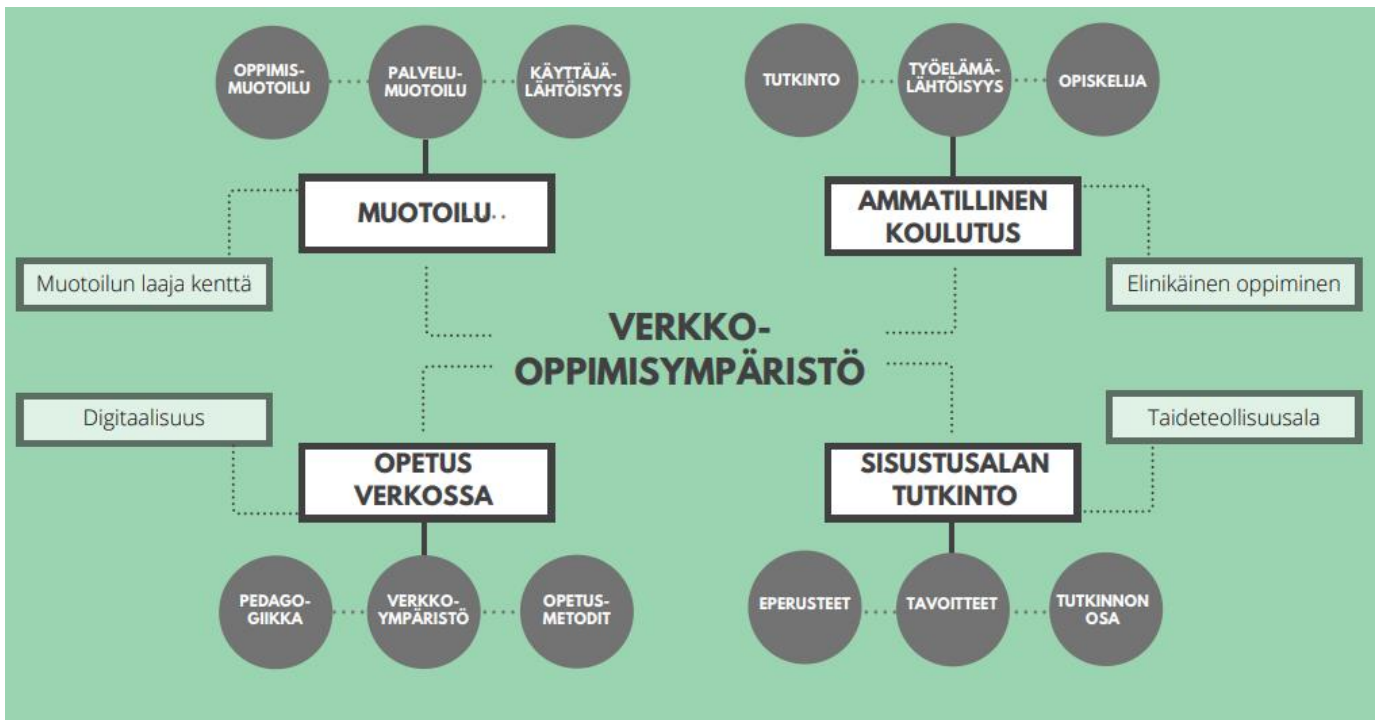 OPPIMIS-
MUOTOILU
PALVELU-
MUOTOILU
KÄYTTÄJÄ-
LÄHTÖISYYS
TUTKINTO
TYÖELÄMÄ-
LÄHTÖISYYS
OPISKELIJA
MUOTOILU..
AMMATILLINEN
KOULUTUS
Muotoilun laaja kenttä
Elinikäinen oppiminen
VERKKO-
OPPIMISYMPÄRISTÖ
Digitaalisuus
Taideteollisuusala
OPETUS
VERKOSSA
SISUSTUSALAN
TUTKINTO
PEDAGO-
GIIKKA
VERKKO-
YMPÄRISTÖ
OPETUS-
METODIT
EPERUSTEET
TAVOITTEET
TUTKINNON
OSA